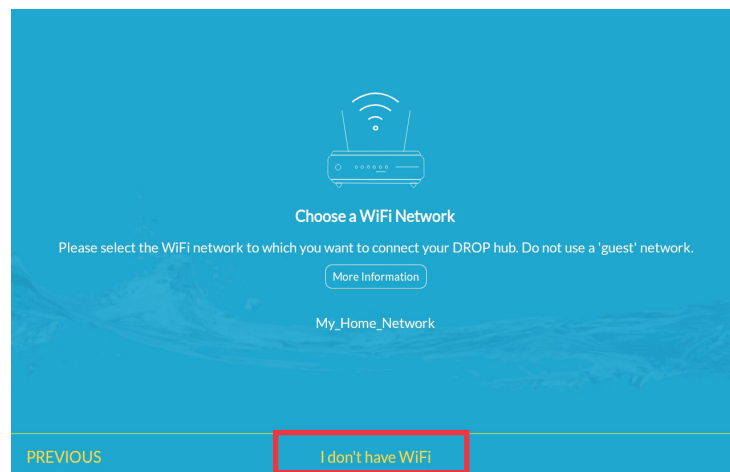 Choose a WiFi Network
Please select the WiFi network to which you want to connect your DROP hub. Do not use a 'guest' network.
More Information
My_Home_Network
PREVIOUS
I don't have WiFi